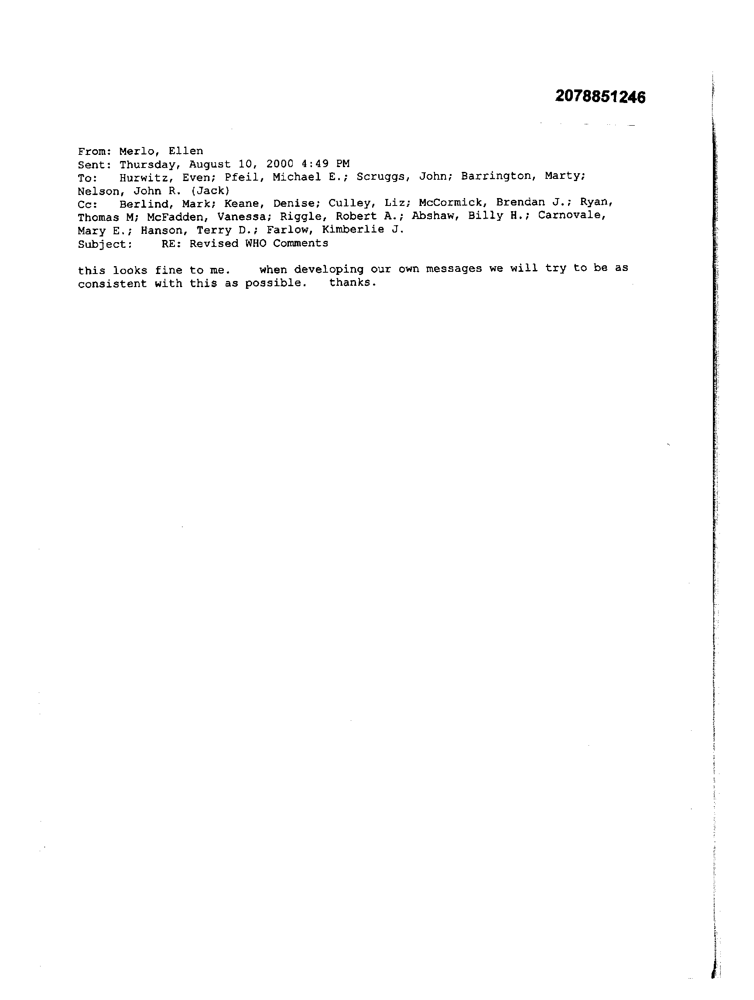 2078851246
From: Merlo, Ellen
Sent: Thursday, August 10, 2000 4:49 PM
To: Hurwitz, Even; Pfeil, Michael E.; Scruggs, John; Barrington, Marty;
Nelson, John R. (Jack)
Cc: Berlind, Mark; Keane, Denise; Culley, Liz; McCormick, Brendan J.; Ryan,
Thomas M; McFadden, Vanessa; Riggle, Robert A.; Abshaw, Billy H.; Carnovale,
Mary E.; Hanson, Terry D.; Farlow, Kimberlie J.
Subject: RE: Revised WHO Comments
this looks fine to me. when developing our own messages we will try to be as
consistent with this as possible. thanks.